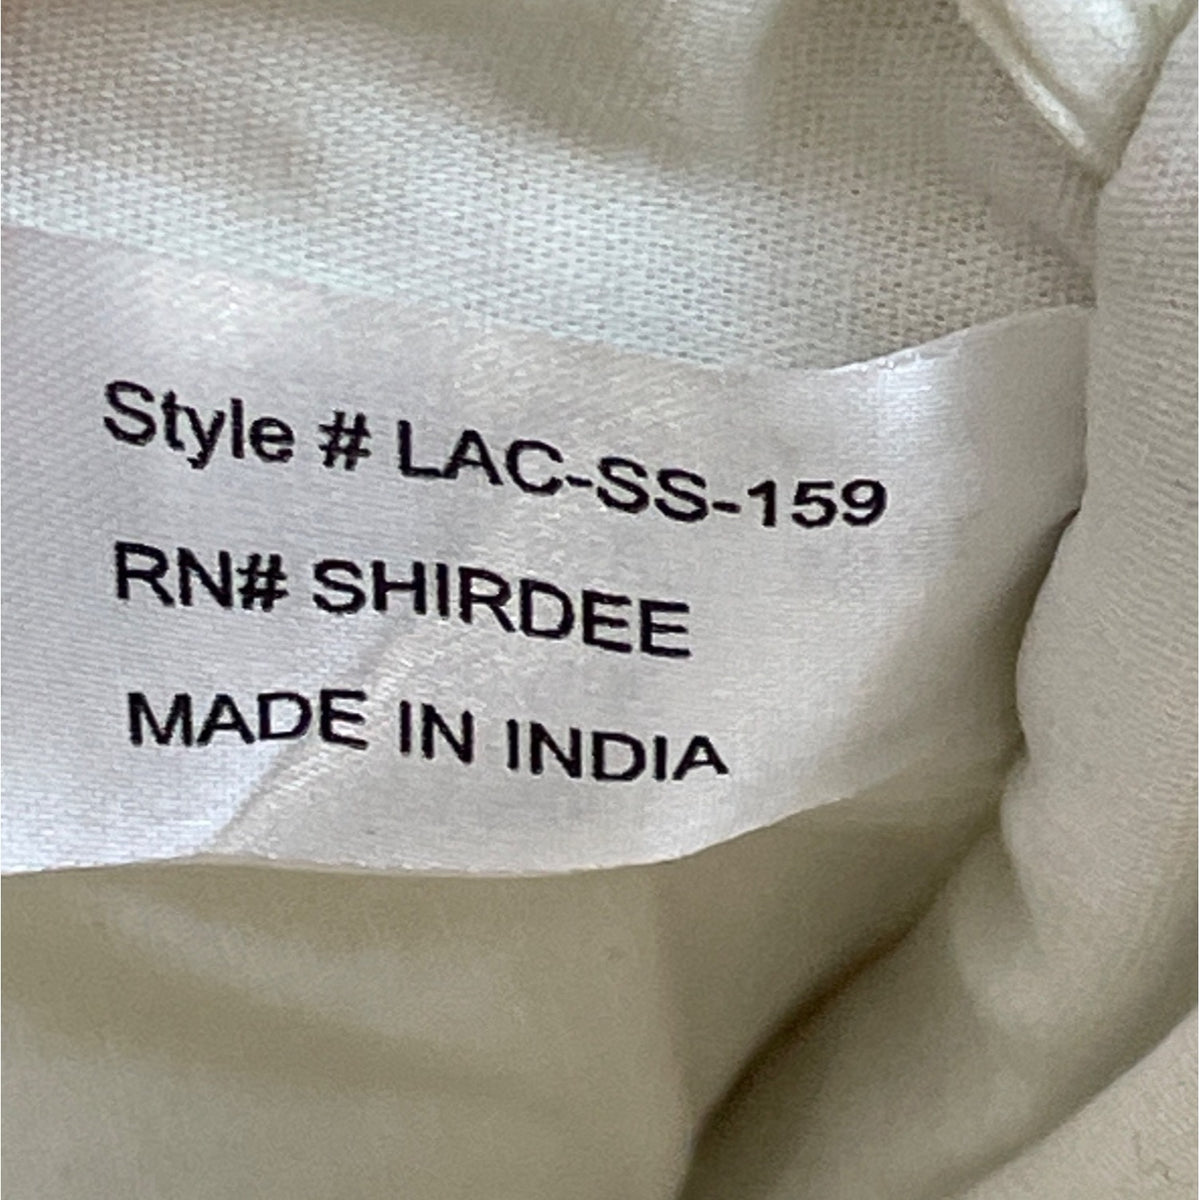 Style # LAC-SS-159
RN# SHIRDEE
MADE IN INDIA